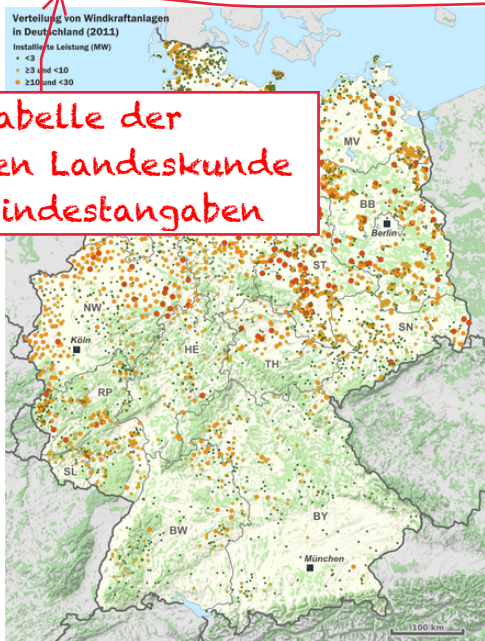 Verteilung von Windkraftanlagen
in Deutschland (2011)
Installierte Leistung (MW)
<3
≥3 und <10
≥10 und <30
abelle der
en Landeskunde
indestangaben
MV
BB
Berlin
ST
NW
Köln
SN
HE
TH
RP
SL
BW
BY
München
100 km